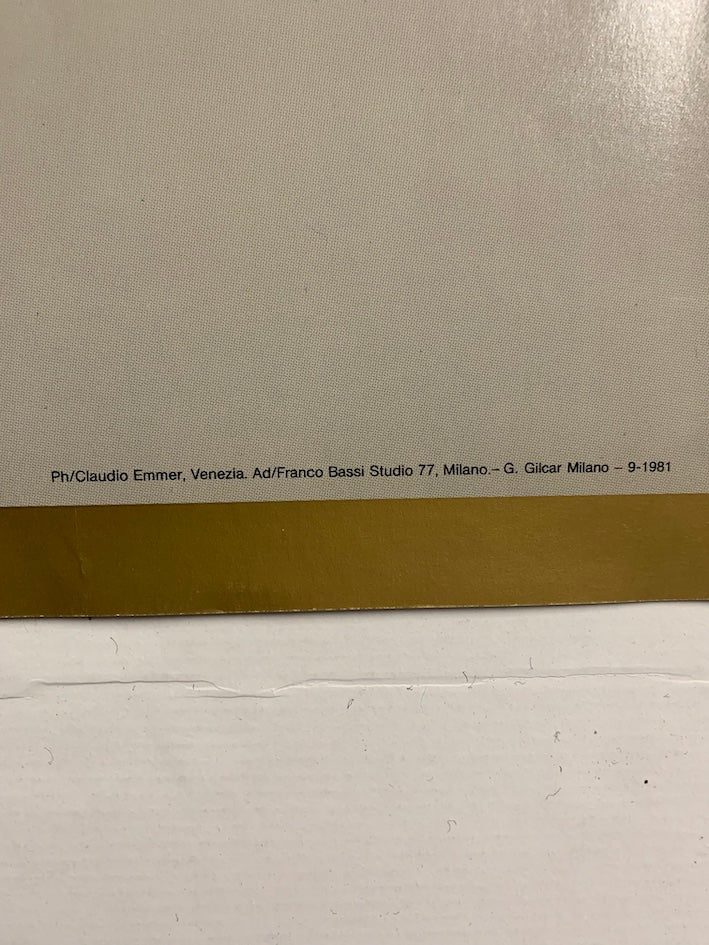 Ph/Claudio Emmer, Venezia. Ad/Franco Bassi Studio 77, Milano.– G. Gilcar Milano – 9-1981